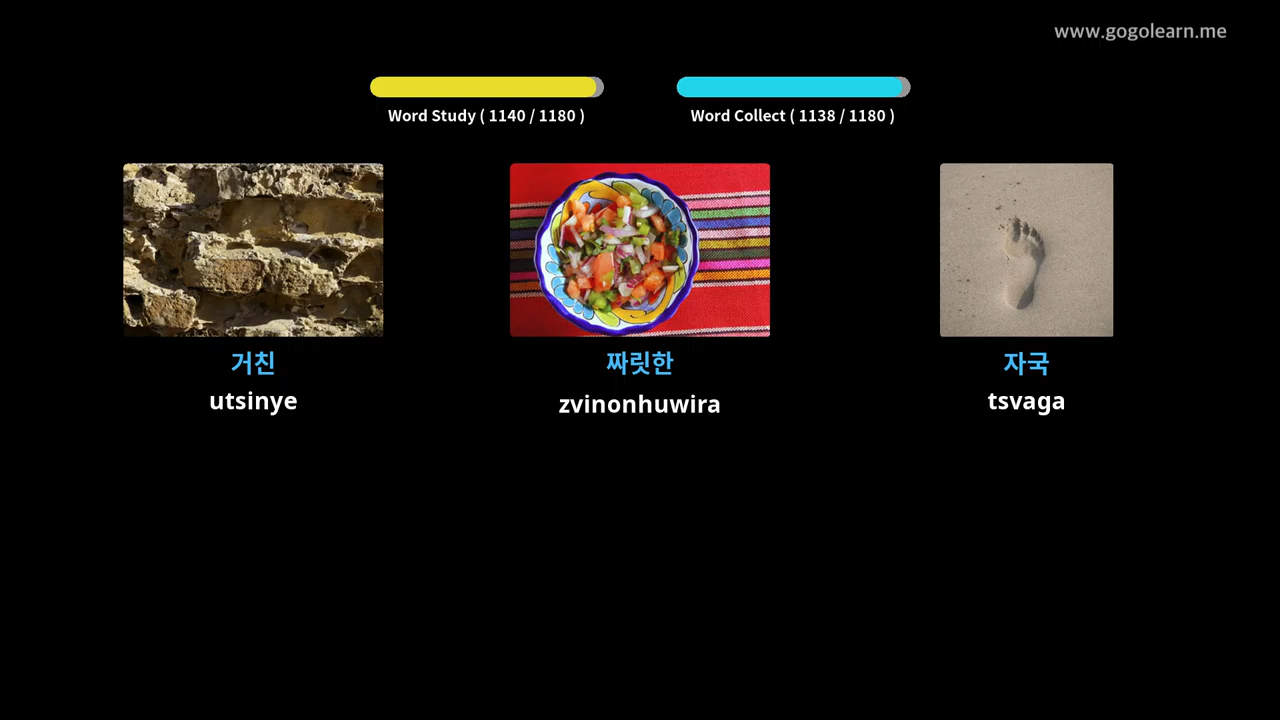 www.gogolearn.me
Word Study ( 1140 / 1180 )
Word Collect ( 1138 / 1180 )
거친
utsinye
짜릿한
zvinonhuwira
자국
tsvaga